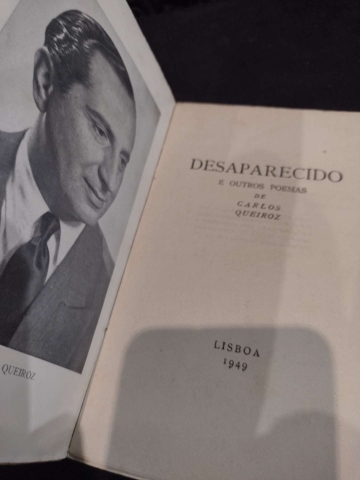 QUEIROZ
DESAPARECIDO
E OUTROS POEMAS
DE
CARLOS
QUEIROZ
LISBOA
1949